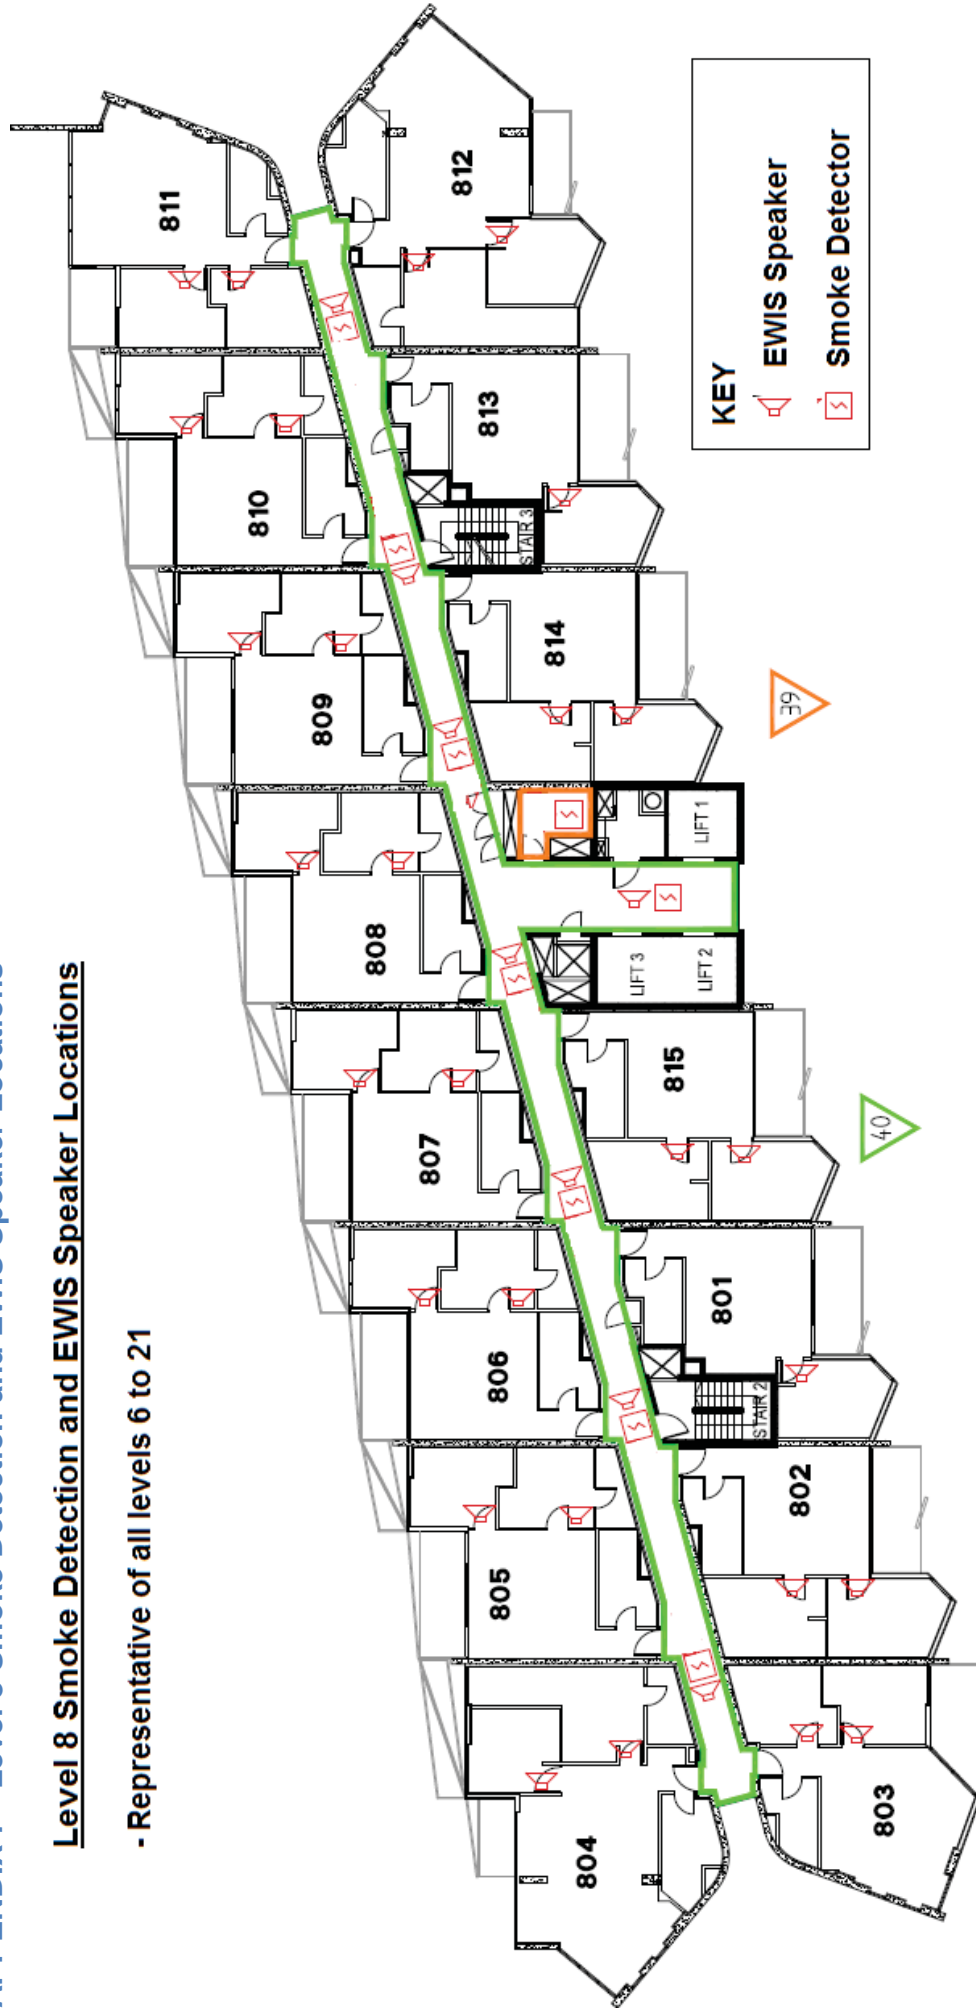 Level 8 Smoke Detection and EWIS Speaker Locations
- Representative of all levels 6 to 21
804
805
806
807
808
809
810
811
803
802
801
815
814
813
812
STAIR 2
LIFT 3
LIFT 2
LIFT 1
STAIR 3
40
39
KEY
EWIS Speaker
Smoke Detector